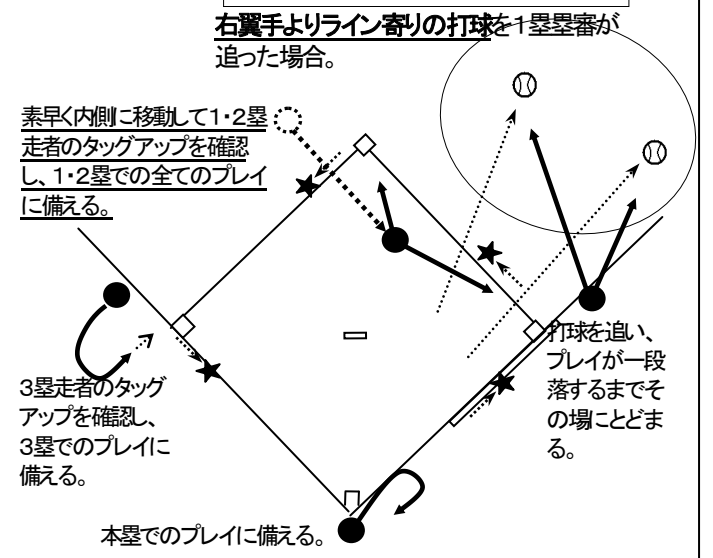 右翼手よりライン寄りの打球を1塁塁審が
追った場合。
素早く内側に移動して1・2塁
走者のタッグアップを確認
し、1・2塁での全てのプレイ
に備える。
打球を追い、
プレイが一段
落するまでそ
の場にとどま
る。
3塁走者のタッグ
アップを確認し、
3塁でのプレイに
備える。
本塁でのプレイに備える。